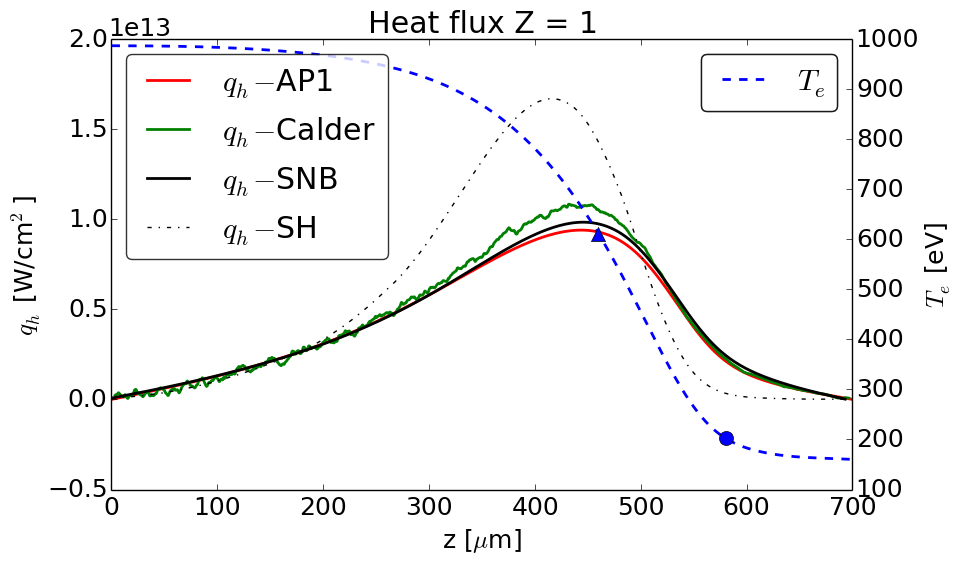 Heat flux Z = 1
1e13
2.0
1.5
1.0
0.5
0.0
−0.5
q_h [W/cm^2 ]
q_h −AP1
q_h −Calder
q_h −SNB
q_h −SH
T_e
1000
900
800
700
600
500
400
300
200
100
T_e [eV]
0 100 200 300 400 500 600 700
z [μm]